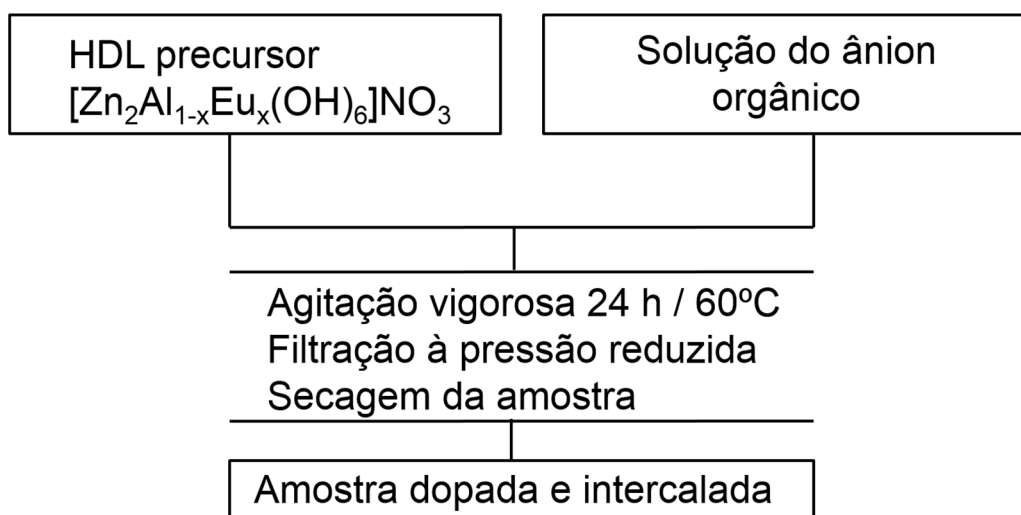 HDL precursor
[Zn₂Al₁₋ₓEuₓ(OH)₆]NO₃
Solução do ânion
orgânico
Agitação vigorosa 24 h / 60ºC
Filtração à pressão reduzida
Secagem da amostra
Amostra dopada e intercalada